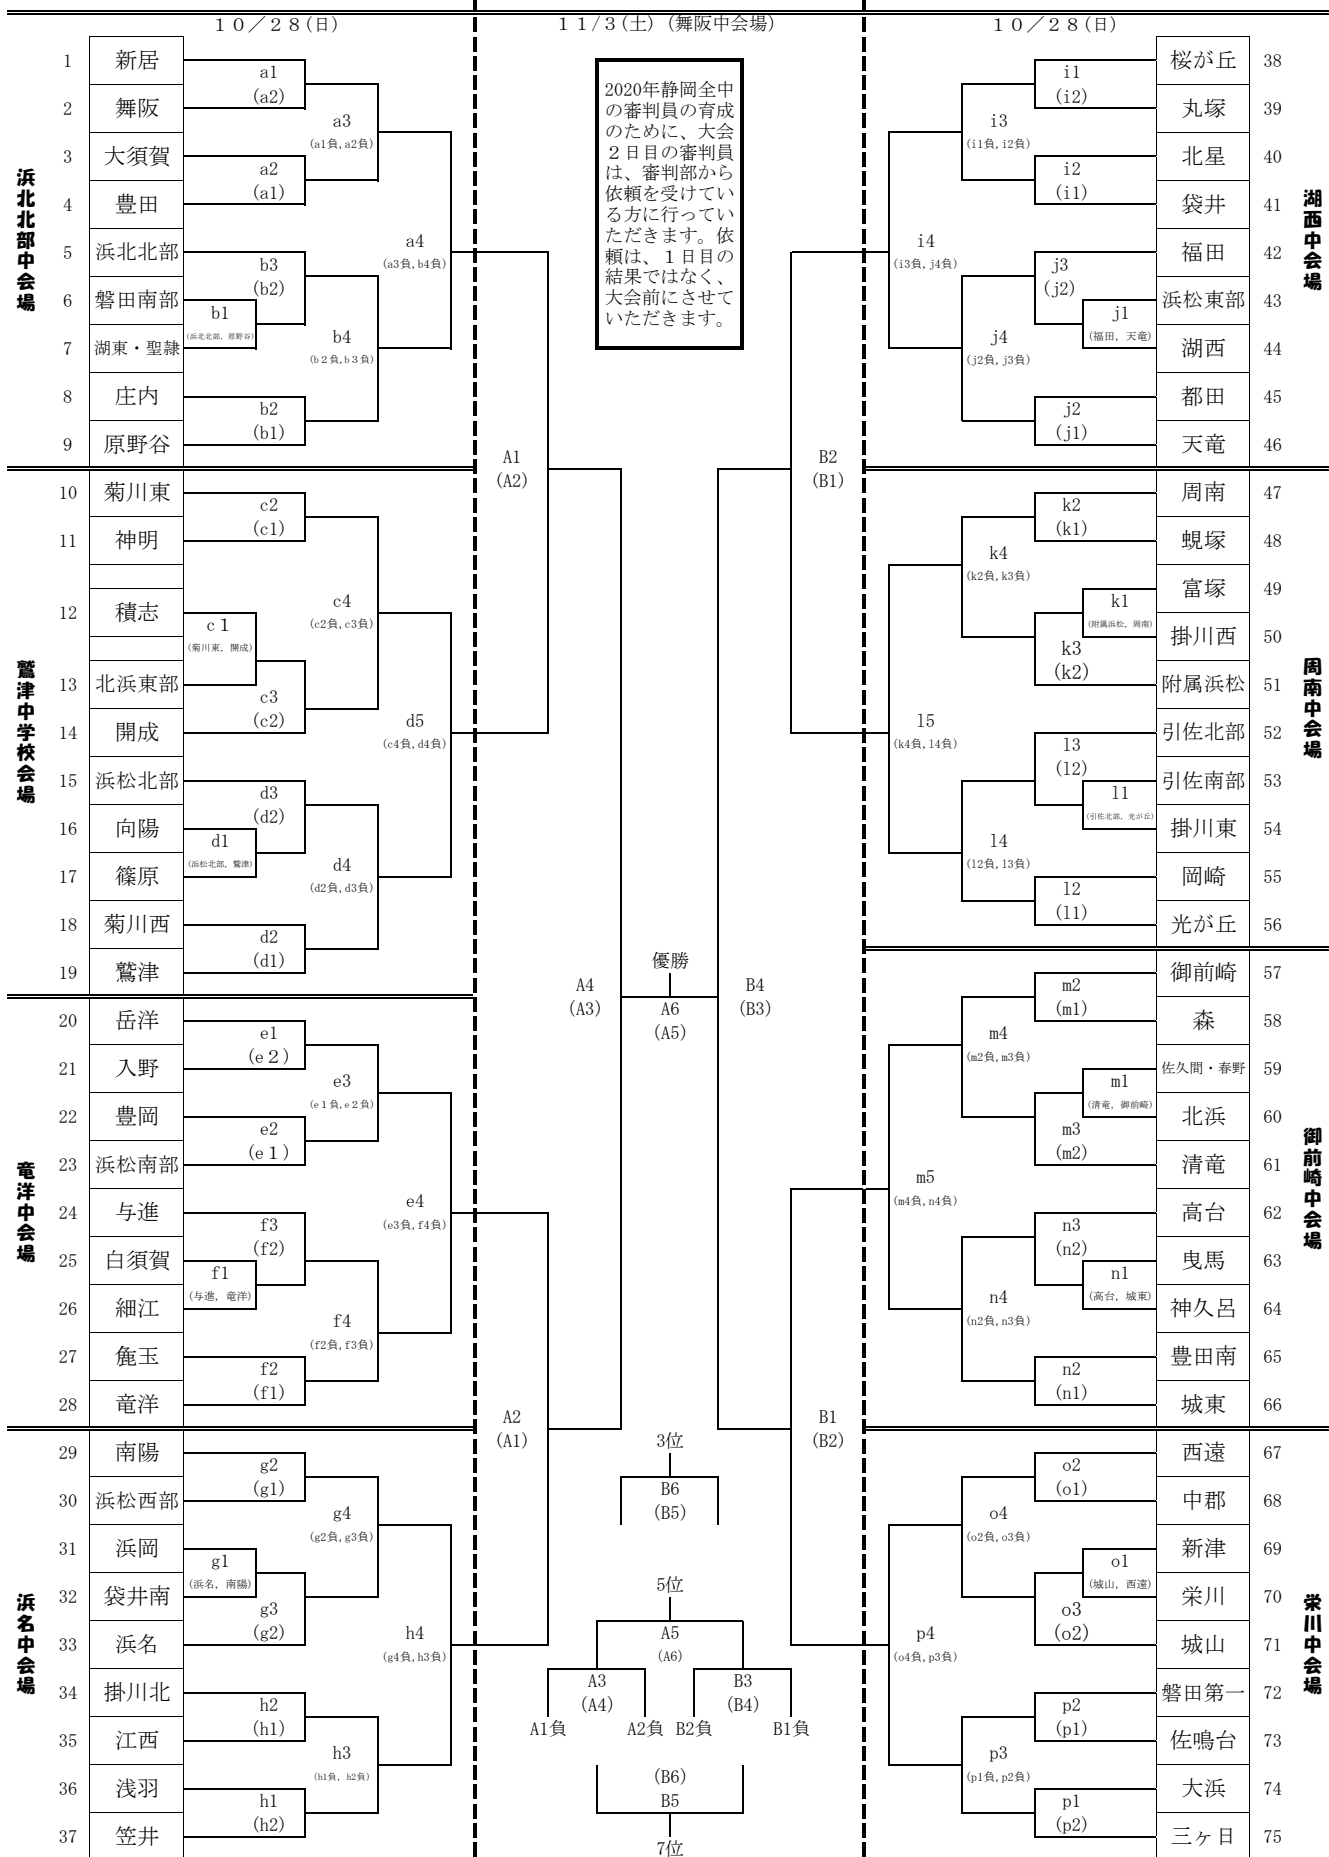 １０／２８(日)
１１/３(土) (舞阪中会場)
１０／２８(日)
2020年静岡全中
の審判員の育成
のために、大会
２日目の審判員
は、審判部から
依頼を受けてい
る方に行ってい
ただきます。依
頼は、１日目の
結果ではなく、
大会前にさせて
いただきます。
浜北北部中会場
1 新居
2 舞阪
3 大須賀
4 豊田
5 浜北北部
6 磐田南部
7 湖東・聖隷
8 庄内
9 原野谷
a1
(a2)
a3
(a1負,a2負)
a2
(a1)
a4
(a3負,b4負)
b3
(b2)
b1
(浜北北部, 原野谷)
b4
(b２負,b３負)
b2
(b1)
鷲津中学校会場
10 菊川東
11 神明
12 積志
13 北浜東部
14 開成
15 浜松北部
16 向陽
17 篠原
18 菊川西
19 鷲津
c2
(c1)
c4
(c2負,c3負)
c１
(菊川東, 開成)
c3
(c2)
d5
(c4負,d4負)
d3
(d2)
d1
(浜松北部, 鷲津)
d4
(d2負,d3負)
d2
(d1)
竜洋中会場
20 岳洋
21 入野
22 豊岡
23 浜松南部
24 与進
25 白須賀
26 細江
27 麁玉
28 竜洋
e1
(e２)
e3
(e１負,e２負)
e2
(e１)
e4
(e3負,f4負)
f3
(f2)
f1
(与進, 竜洋)
f4
(f2負,f3負)
f2
(f1)
浜名中会場
29 南陽
30 浜松西部
31 浜岡
32 袋井南
33 浜名
34 掛川北
35 江西
36 浅羽
37 笠井
g2
(g1)
g4
(g2負,g3負)
g1
(浜名, 南陽)
g3
(g2)
h4
(g4負,h3負)
h2
(h1)
h3
(h1負, h2負)
h1
(h2)
A1
(A2)
B2
(B1)
優勝
A4
(A3)
A6
(A5)
B4
(B3)
A2
(A1)
B1
(B2)
3位
B6
(B5)
5位
A5
(A6)
A3
(A4)
B3
(B4)
A1負 A2負 B2負 B1負
(B6)
B5
7位
湖西中会場
桜が丘 38
丸塚 39
北星 40
袋井 41
福田 42
浜松東部 43
湖西 44
都田 45
天竜 46
i1
(i2)
i3
(i1負,i2負)
i2
(i1)
i4
(i3負,j4負)
j3
(j2)
j1
(福田, 天竜)
j4
(j2負,j3負)
j2
(j1)
周南中会場
周南 47
蜆塚 48
富塚 49
掛川西 50
附属浜松 51
引佐北部 52
引佐南部 53
掛川東 54
岡崎 55
光が丘 56
k2
(k1)
k4
(k2負,k3負)
k1
(附属浜松, 周南)
k3
(k2)
l5
(k4負,l4負)
l3
(l2)
l1
(引佐北部, 光が丘)
l4
(l2負,l3負)
l2
(l1)
御前崎中会場
御前崎 57
森 58
佐久間・春野 59
北浜 60
清竜 61
高台 62
曳馬 63
神久呂 64
豊田南 65
城東 66
m2
(m1)
m4
(m2負,m3負)
m1
(清竜, 御前崎)
m3
(m2)
m5
(m4負,n4負)
n3
(n2)
n1
(高台, 城東)
n4
(n2負,n3負)
n2
(n1)
栄川中会場
西遠 67
中郡 68
新津 69
栄川 70
城山 71
磐田第一 72
佐鳴台 73
大浜 74
三ヶ日 75
o2
(o1)
o4
(o2負,o3負)
o1
(城山, 西遠)
o3
(o2)
p4
(o4負,p3負)
p2
(p1)
p3
(p1負,p2負)
p1
(p2)